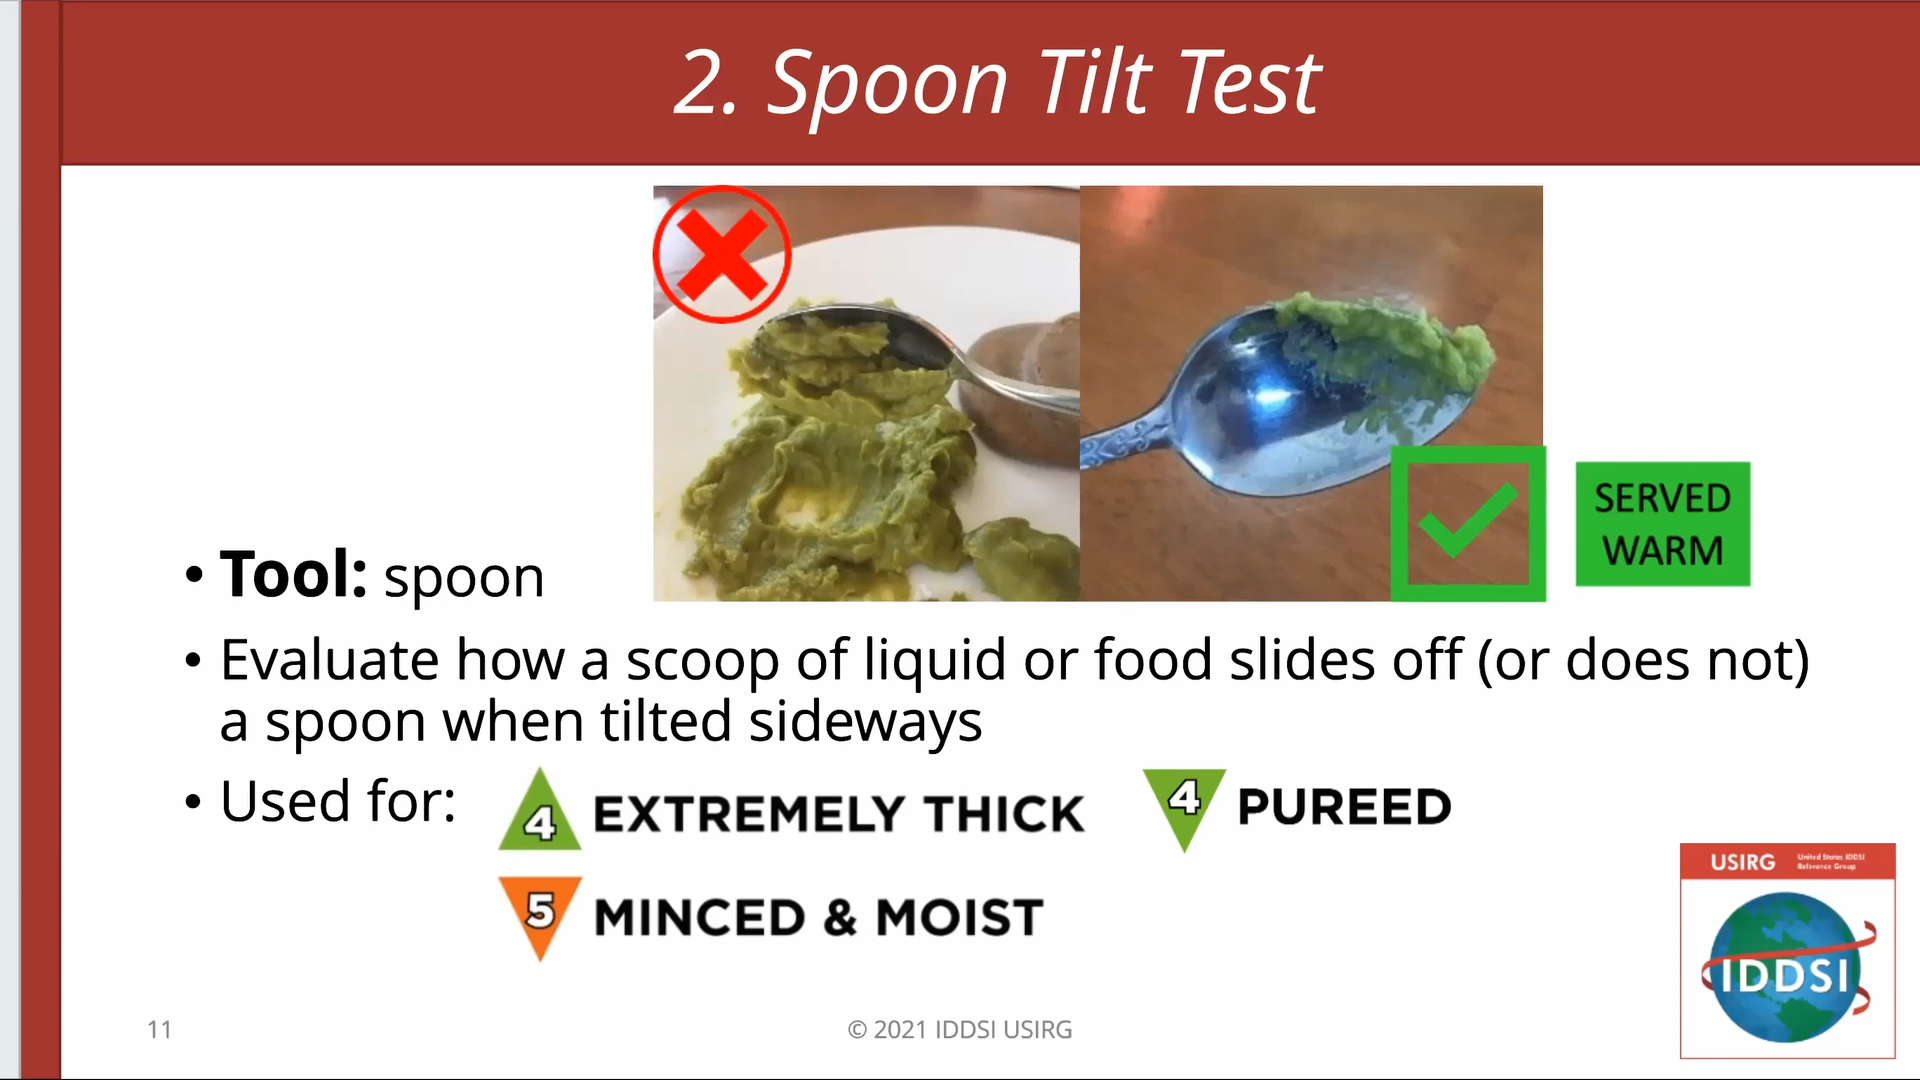 2. Spoon Tilt Test
SERVED
WARM
• Tool: spoon
• Evaluate how a scoop of liquid or food slides off (or does not)
a spoon when tilted sideways
• Used for:
4 EXTREMELY THICK
4 PUREED
5 MINCED & MOIST
USIRG
United States IDDSI
Reference Group
IDDSI
11
© 2021 IDDSI USIRG